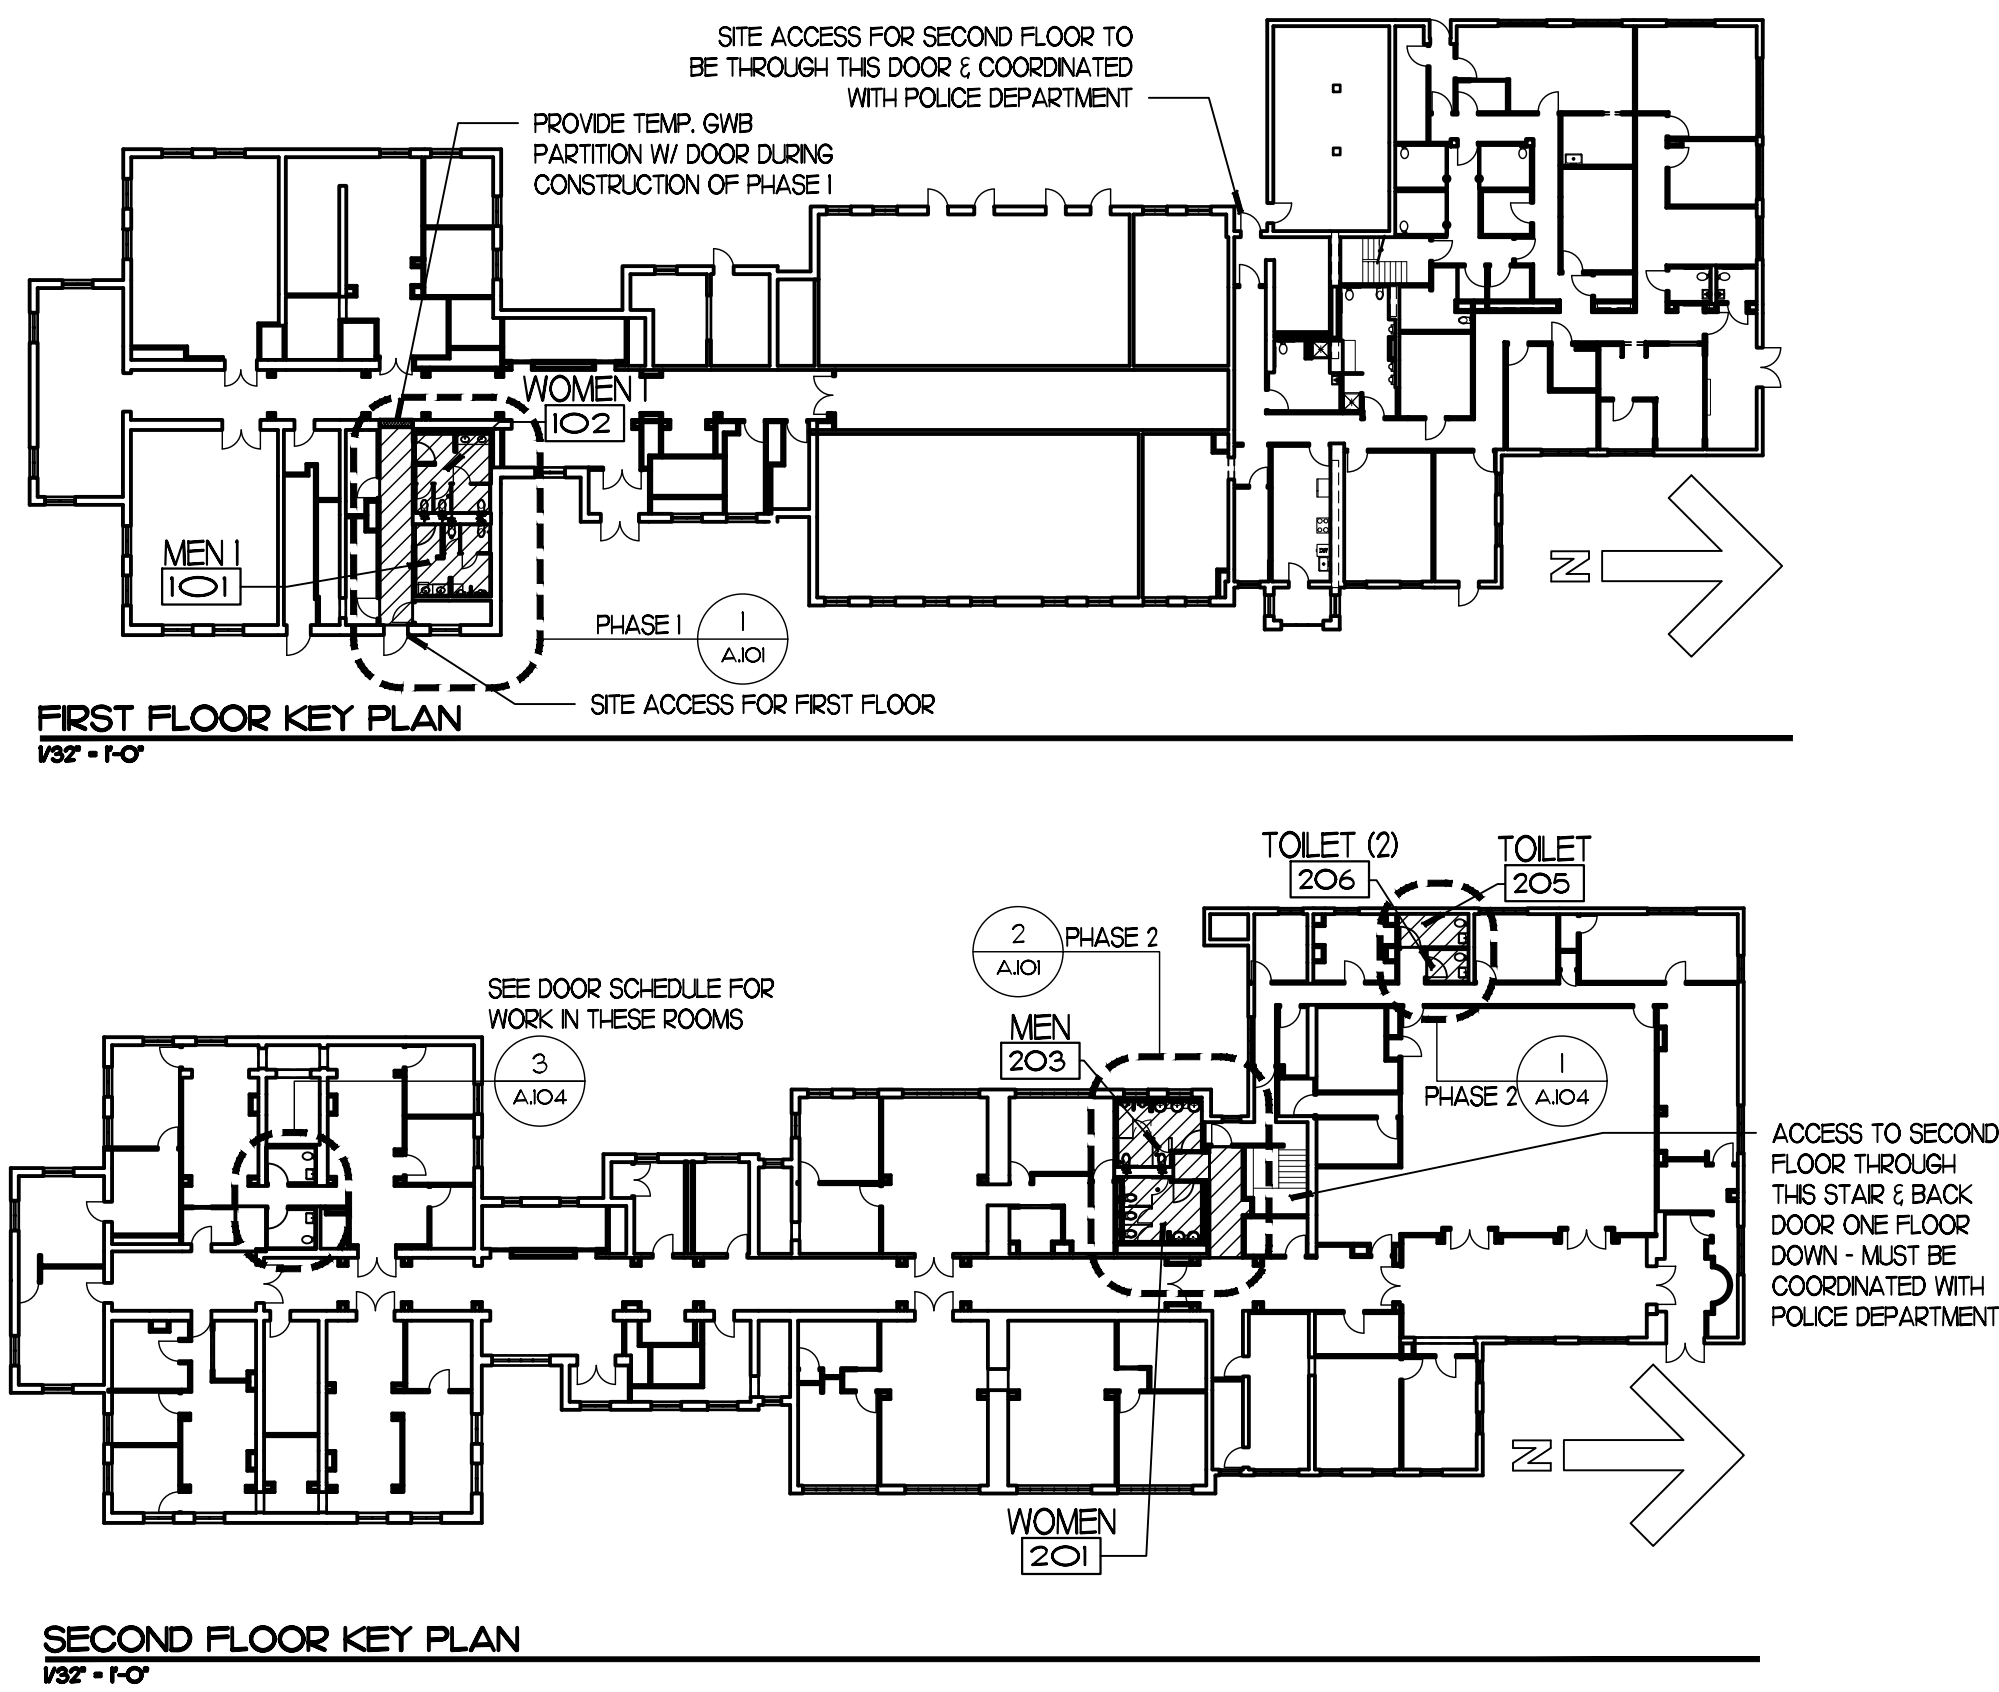 SITE ACCESS FOR SECOND FLOOR TO
BE THROUGH THIS DOOR & COORDINATED
WITH POLICE DEPARTMENT
PROVIDE TEMP. GWB
PARTITION W/ DOOR DURING
CONSTRUCTION OF PHASE 1
WOMEN 1
102
MEN 1
101
N
PHASE 1
1
A.101
SITE ACCESS FOR FIRST FLOOR
FIRST FLOOR KEY PLAN
1/32" = 1'-0"
TOILET (2)
206
TOILET
205
2
A.101
PHASE 2
SEE DOOR SCHEDULE FOR
WORK IN THESE ROOMS
3
A.104
MEN
203
PHASE 2
1
A.104
ACCESS TO SECOND
FLOOR THROUGH
THIS STAIR & BACK
DOOR ONE FLOOR
DOWN - MUST BE
COORDINATED WITH
POLICE DEPARTMENT
N
WOMEN
201
SECOND FLOOR KEY PLAN
1/32" = 1'-0"